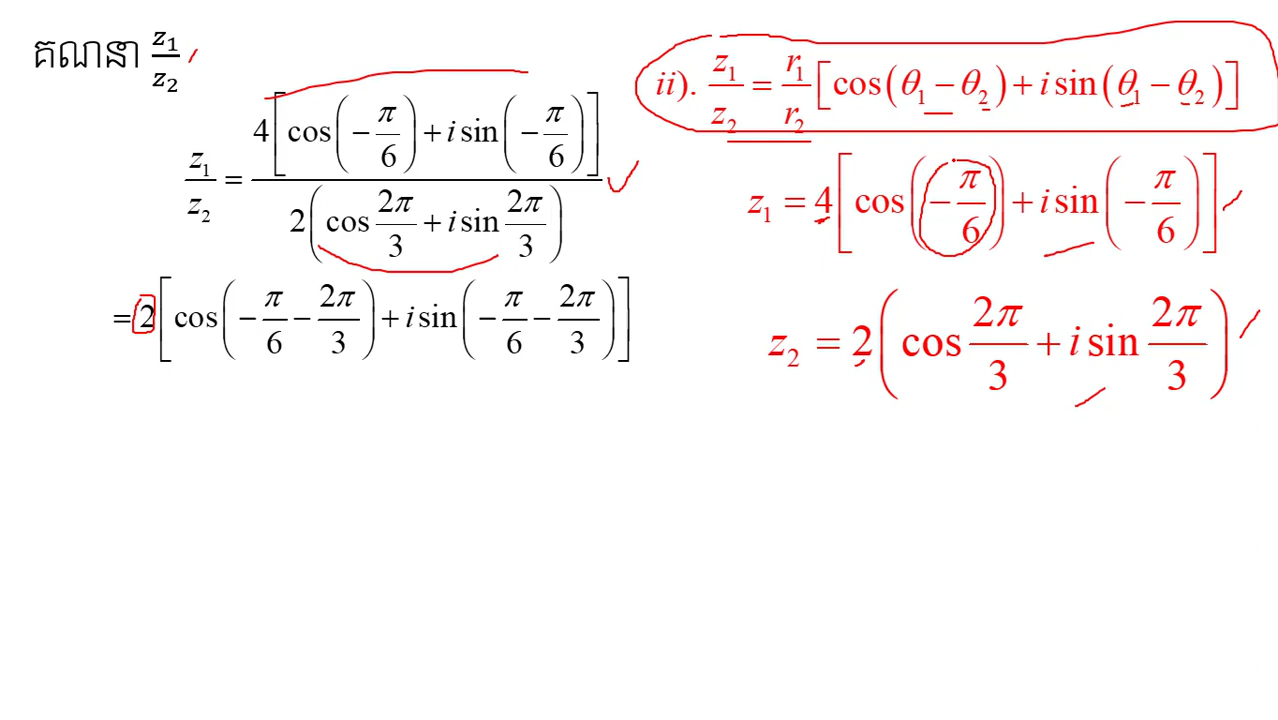 គណនា z₁/z₂
ii). z₁/z₂ = r₁/r₂ [cos(θ₁ − θ₂) + i sin(θ₁ − θ₂)]
z₁/z₂ = 4[cos(−π/6) + i sin(−π/6)] / 2(cos 2π/3 + i sin 2π/3)
z₁ = 4[cos(−π/6) + i sin(−π/6)]
= 2[cos(−π/6 − 2π/3) + i sin(−π/6 − 2π/3)]
z₂ = 2(cos 2π/3 + i sin 2π/3)